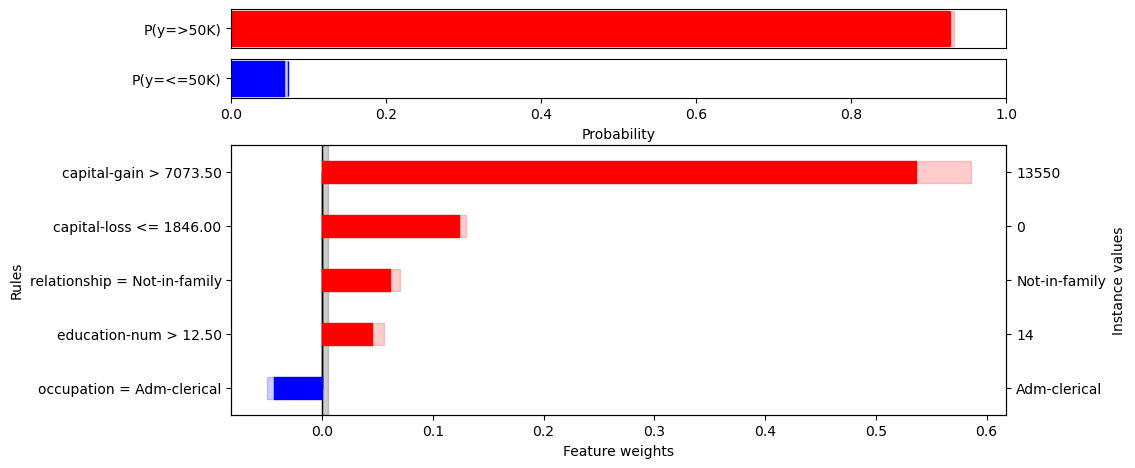 P(y=>50K)
P(y=<=50K)
0.0 0.2 0.4 0.6 0.8 1.0
Probability
capital-gain > 7073.50 13550
capital-loss <= 1846.00 0
relationship = Not-in-family Not-in-family
education-num > 12.50 14
occupation = Adm-clerical Adm-clerical
Rules
Instance values
0.0 0.1 0.2 0.3 0.4 0.5 0.6
Feature weights